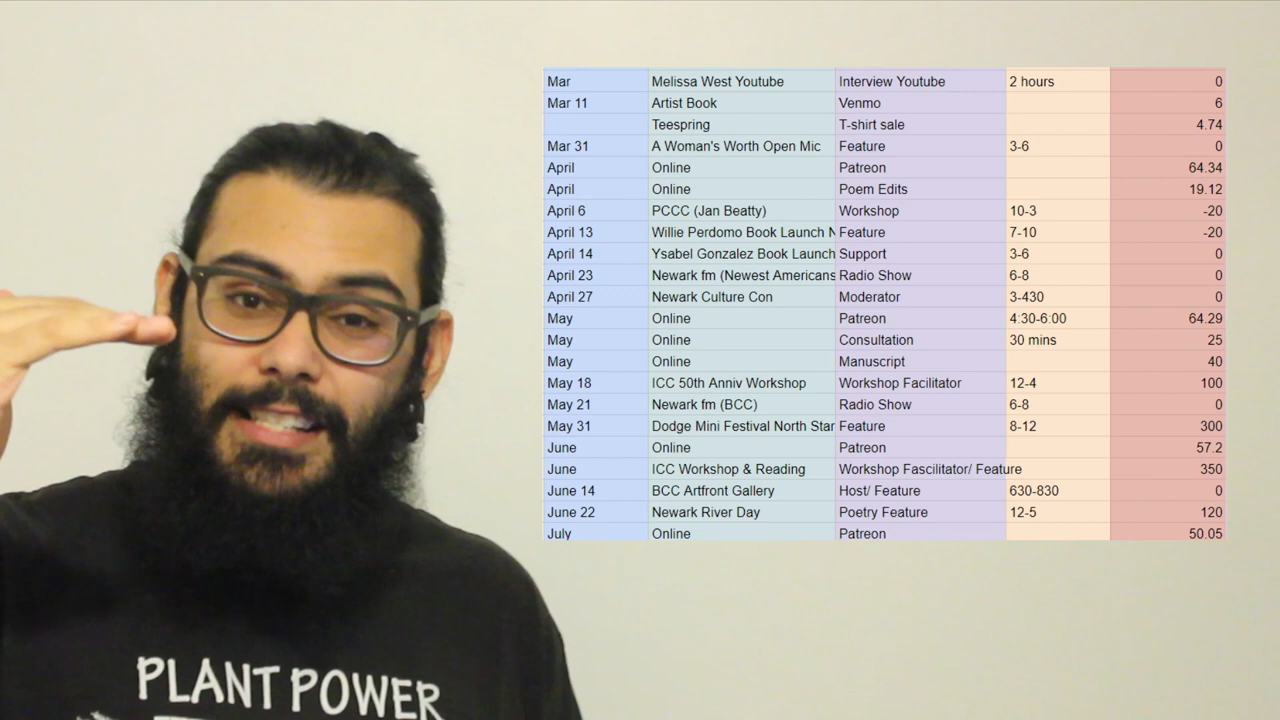 Mar Melissa West Youtube Interview Youtube 2 hours 0
Mar 11 Artist Book Venmo 6
Teespring T-shirt sale 4.74
Mar 31 A Woman's Worth Open Mic Feature 3-6 0
April Online Patreon 64.34
April Online Poem Edits 19.12
April 6 PCCC (Jan Beatty) Workshop 10-3 -20
April 13 Willie Perdomo Book Launch N Feature 7-10 -20
April 14 Ysabel Gonzalez Book Launch Support 3-6 0
April 23 Newark fm (Newest Americans Radio Show 6-8 0
April 27 Newark Culture Con Moderator 3-430 0
May Online Patreon 4:30-6:00 64.29
May Online Consultation 30 mins 25
May Online Manuscript 40
May 18 ICC 50th Anniv Workshop Workshop Facilitator 12-4 100
May 21 Newark fm (BCC) Radio Show 6-8 0
May 31 Dodge Mini Festival North Star Feature 8-12 300
June Online Patreon 57.2
June ICC Workshop & Reading Workshop Fascilitator/ Feature 350
June 14 BCC Artfront Gallery Host/ Feature 630-830 0
June 22 Newark River Day Poetry Feature 12-5 120
July Online Patreon 50.05
PLANT POWER